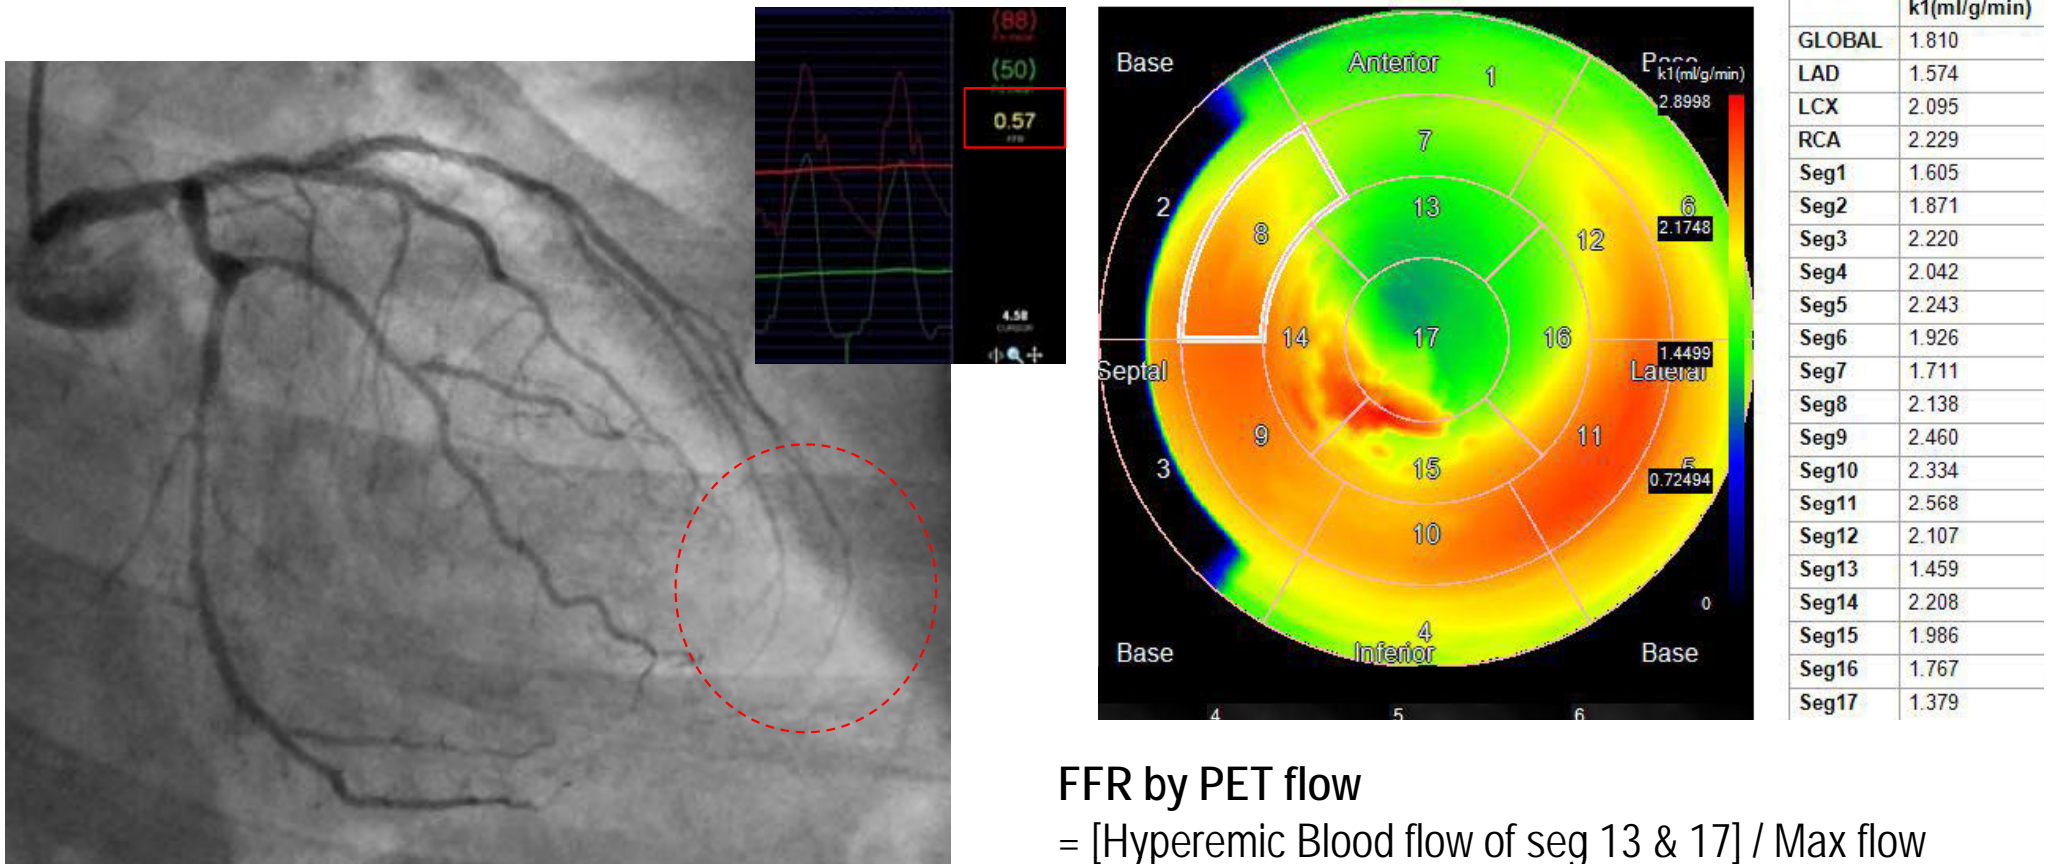 (88)
(50)
0.57
FFR
4.58
CURSOR
Base
Anterior
1
k1(ml/g/min)
2.8998
7
2
13
6
2.1748
8
12
14
17
16
1.4499
Septal
Lateral
9
11
3
15
0.72494
10
0
4
Base
Inferior
Base
4
5
6
k1(ml/g/min)
GLOBAL 1.810
LAD 1.574
LCX 2.095
RCA 2.229
Seg1 1.605
Seg2 1.871
Seg3 2.220
Seg4 2.042
Seg5 2.243
Seg6 1.926
Seg7 1.711
Seg8 2.138
Seg9 2.460
Seg10 2.334
Seg11 2.568
Seg12 2.107
Seg13 1.459
Seg14 2.208
Seg15 1.986
Seg16 1.767
Seg17 1.379
FFR by PET flow
= [Hyperemic Blood flow of seg 13 & 17] / Max flow